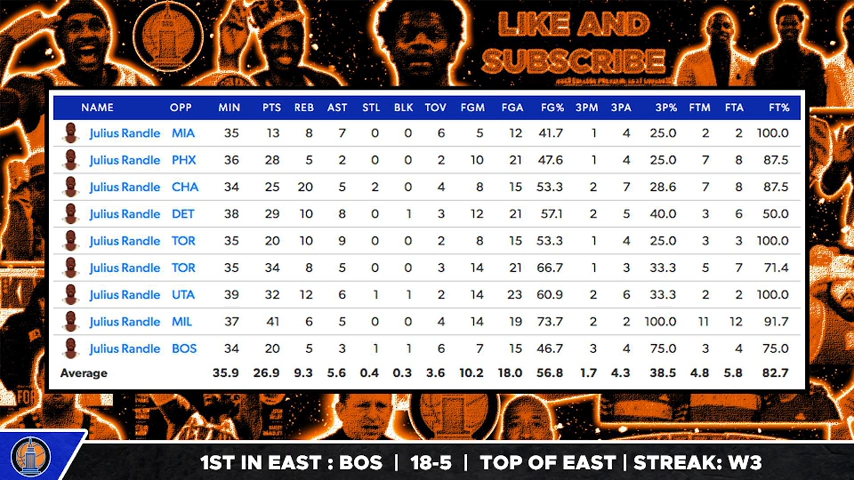 LIKE AND
SUBSCRIBE
NAME OPP MIN PTS REB AST STL BLK TOV FGM FGA FG% 3PM 3PA 3P% FTM FTA FT%
Julius Randle MIA 35 13 8 7 0 0 6 5 12 41.7 1 4 25.0 2 2 100.0
Julius Randle PHX 36 28 5 2 0 0 2 10 21 47.6 1 4 25.0 7 8 87.5
Julius Randle CHA 34 25 20 5 2 0 4 8 15 53.3 2 7 28.6 7 8 87.5
Julius Randle DET 38 29 10 8 0 1 3 12 21 57.1 2 5 40.0 3 6 50.0
Julius Randle TOR 35 20 10 9 0 0 2 8 15 53.3 1 4 25.0 3 3 100.0
Julius Randle TOR 35 34 8 5 0 0 3 14 21 66.7 1 3 33.3 5 7 71.4
Julius Randle UTA 39 32 12 6 1 1 2 14 23 60.9 2 6 33.3 2 2 100.0
Julius Randle MIL 37 41 6 5 0 0 4 14 19 73.7 2 2 100.0 11 12 91.7
Julius Randle BOS 34 20 5 3 1 1 6 7 15 46.7 3 4 75.0 3 4 75.0
Average 35.9 26.9 9.3 5.6 0.4 0.3 3.6 10.2 18.0 56.8 1.7 4.3 38.5 4.8 5.8 82.7
1ST IN EAST : BOS | 18-5 | TOP OF EAST | STREAK: W3